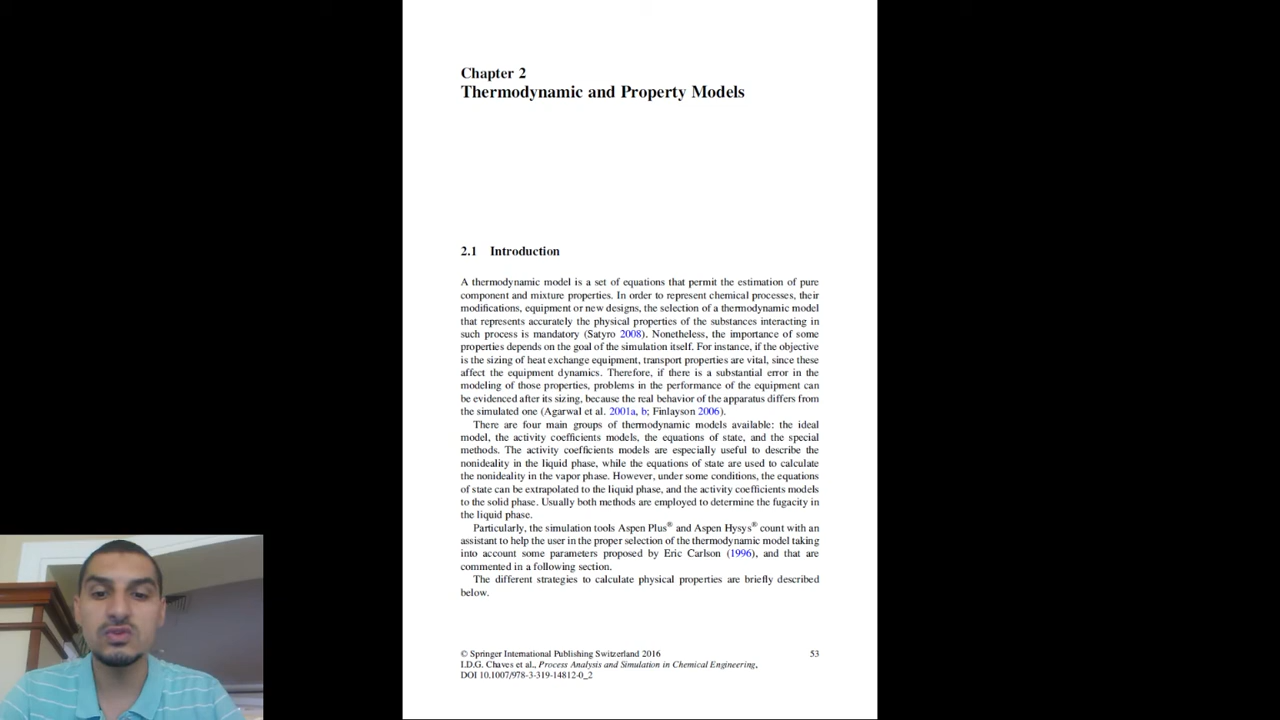 Chapter 2
Thermodynamic and Property Models
2.1 Introduction
A thermodynamic model is a set of equations that permit the estimation of pure
component and mixture properties. In order to represent chemical processes, their
modifications, equipment or new designs, the selection of a thermodynamic model
that represents accurately the physical properties of the substances interacting in
such process is mandatory (Satyro 2008). Nonetheless, the importance of some
properties depends on the goal of the simulation itself. For instance, if the objective
is the sizing of heat exchange equipment, transport properties are vital, since these
affect the equipment dynamics. Therefore, if there is a substantial error in the
modeling of those properties, problems in the performance of the equipment can
be evidenced after its sizing, because the real behavior of the apparatus differs from
the simulated one (Agarwal et al. 2001a, b; Finlayson 2006).
There are four main groups of thermodynamic models available: the ideal
model, the activity coefficients models, the equations of state, and the special
methods. The activity coefficients models are especially useful to describe the
nonideality in the liquid phase, while the equations of state are used to calculate
the nonideality in the vapor phase. However, under some conditions, the equations
of state can be extrapolated to the liquid phase, and the activity coefficients models
to the solid phase. Usually both methods are employed to determine the fugacity in
the liquid phase.
Particularly, the simulation tools Aspen Plus® and Aspen Hysys® count with an
assistant to help the user in the proper selection of the thermodynamic model taking
into account some parameters proposed by Eric Carlson (1996), and that are
commented in a following section.
The different strategies to calculate physical properties are briefly described
below.
© Springer International Publishing Switzerland 2016 53
I.D.G. Chaves et al., Process Analysis and Simulation in Chemical Engineering,
DOI 10.1007/978-3-319-14812-0_2